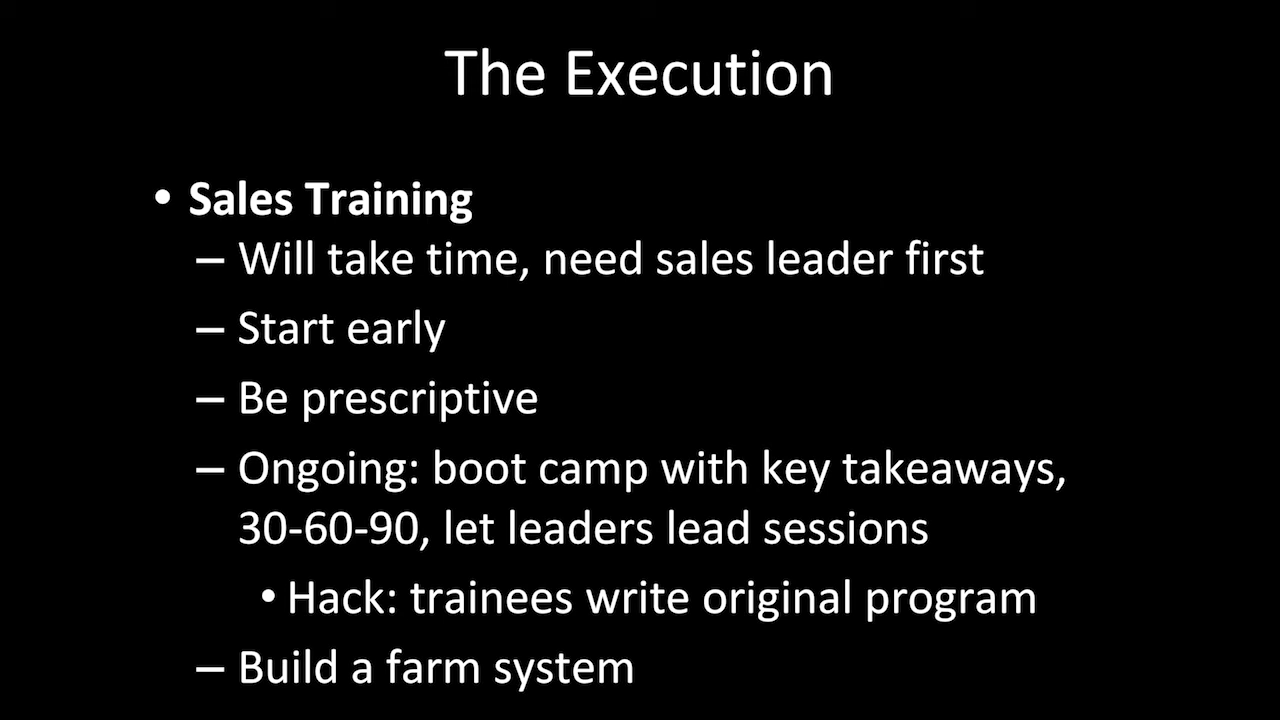 The Execution
• Sales Training
– Will take time, need sales leader first
– Start early
– Be prescriptive
– Ongoing: boot camp with key takeaways,
30-60-90, let leaders lead sessions
• Hack: trainees write original program
– Build a farm system